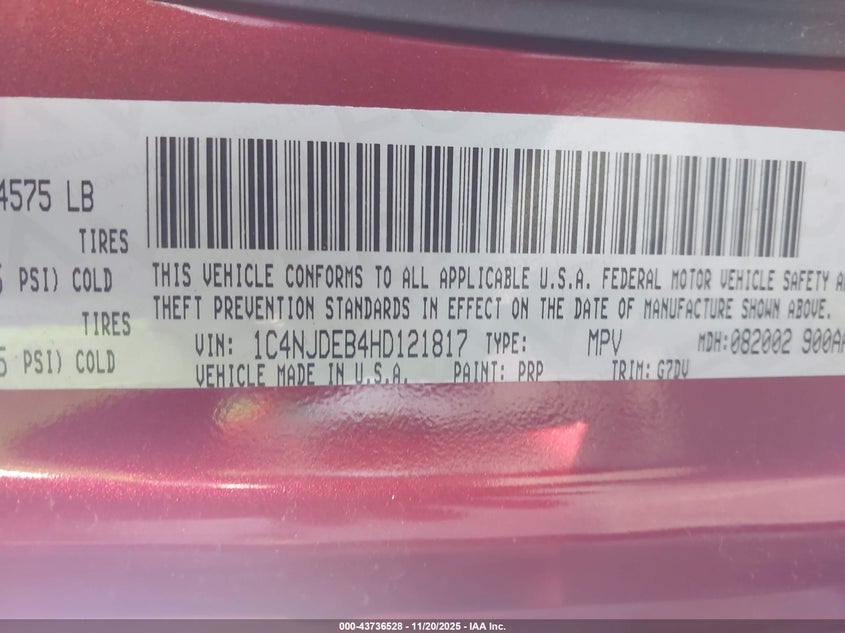 4575 LB
TIRES
PSI) COLD
TIRES
PSI) COLD
THIS VEHICLE CONFORMS TO ALL APPLICABLE U.S.A. FEDERAL MOTOR VEHICLE SAFETY
THEFT PREVENTION STANDARDS IN EFFECT ON THE DATE OF MANUFACTURE SHOWN ABOVE.
VIN: 1C4NJDEB4HD121817 TYPE: MPV MDH:082002 900AA
VEHICLE MADE IN U.S.A. PAINT: PRP TRIM: G7DV
000-43736528 - 11/20/2025 - IAA Inc.